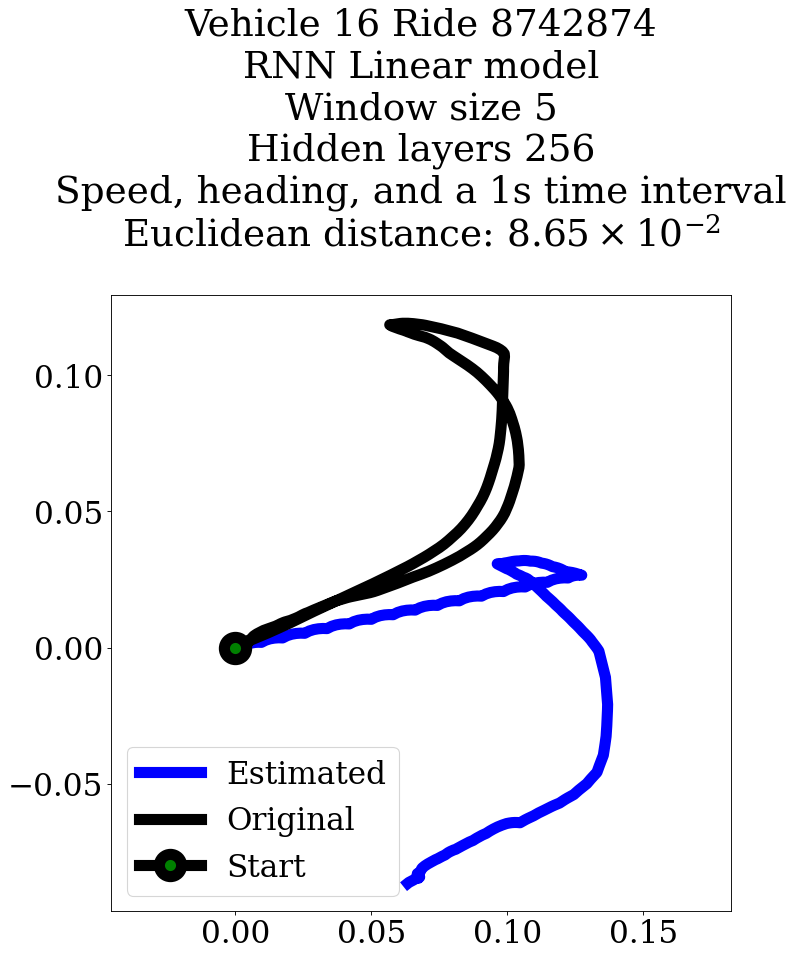 Vehicle 16 Ride 8742874
RNN Linear model
Window size 5
Hidden layers 256
Speed, heading, and a 1s time interval
Euclidean distance: 8.65 × 10⁻²
0.10
0.05
0.00
−0.05
Estimated
Original
Start
0.00 0.05 0.10 0.15